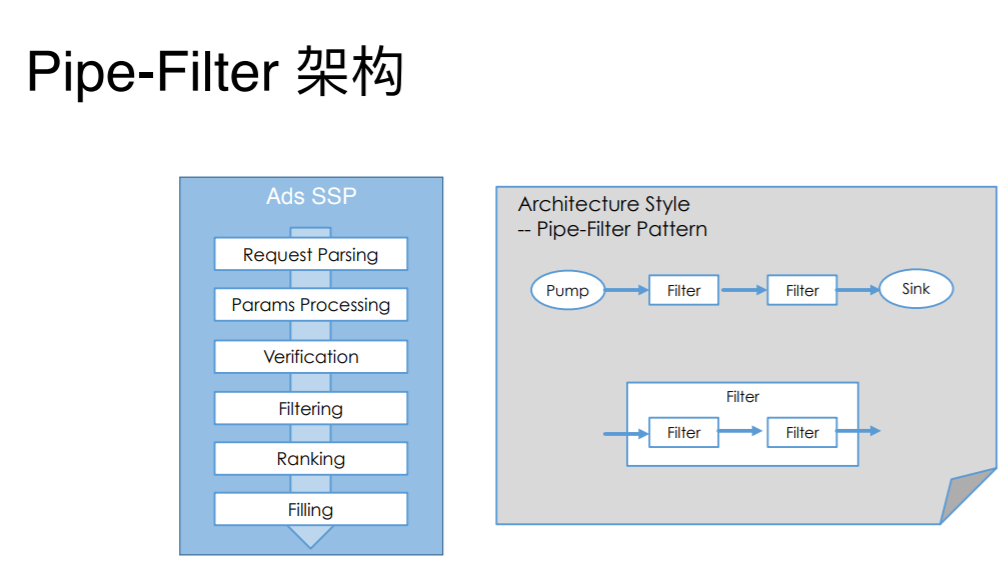 Pipe-Filter 架构
Ads SSP
Request Parsing
Params Processing
Verification
Filtering
Ranking
Filling
Architecture Style
-- Pipe-Filter Pattern
Pump
Filter
Filter
Sink
Filter
Filter
Filter